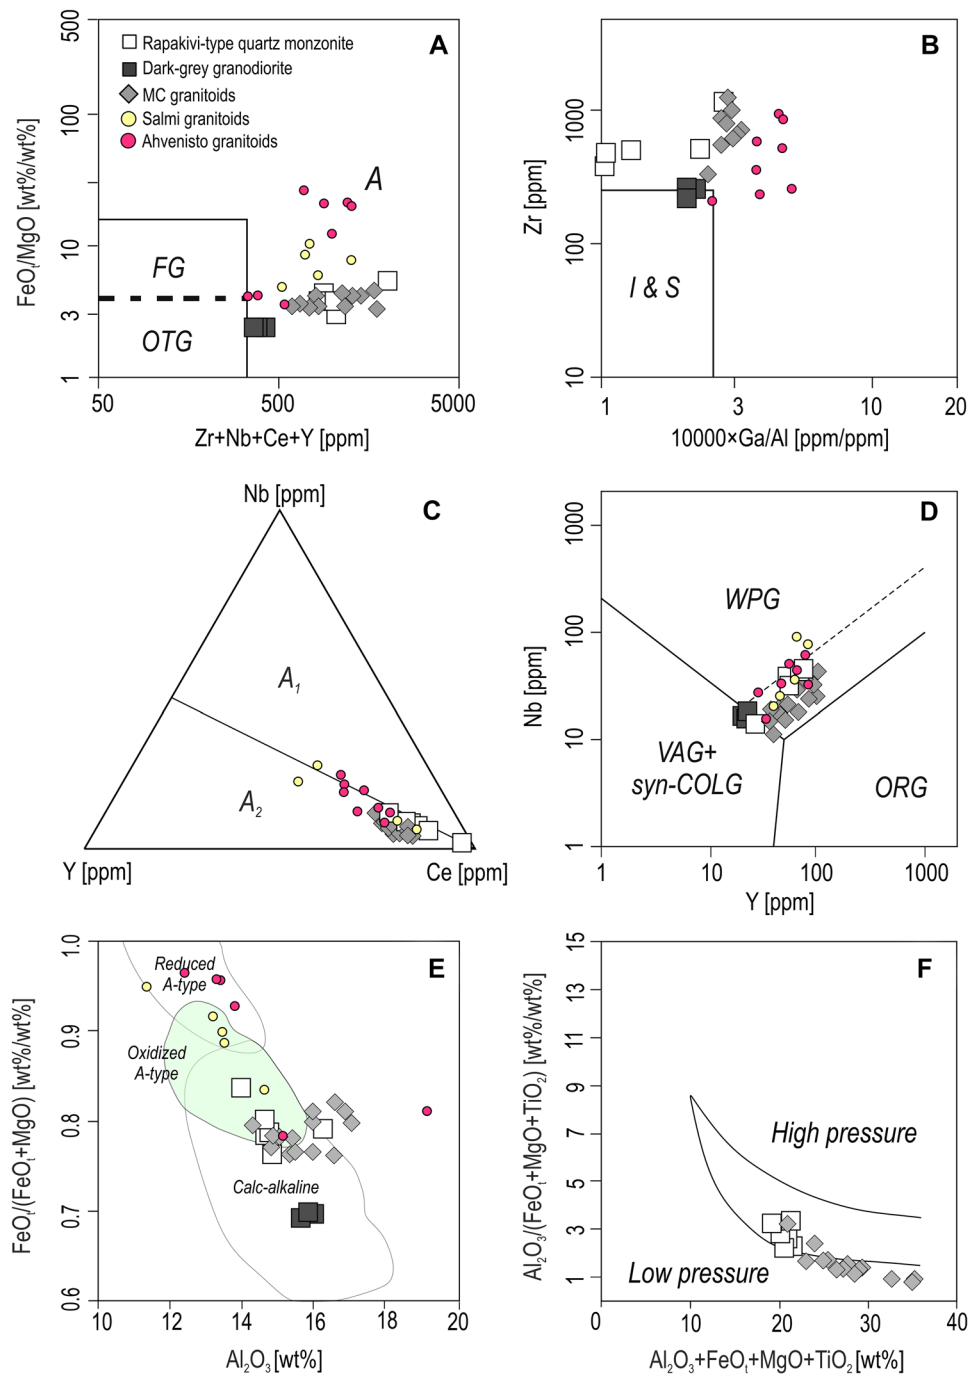 A
FeOt/MgO [wt%/wt%]
500
100
10
3
1
Rapakivi-type quartz monzonite
Dark-grey granodiorite
MC granitoids
Salmi granitoids
Ahvenisto granitoids
A
FG
OTG
50 500 5000
Zr+Nb+Ce+Y [ppm]
B
Zr [ppm]
1000
100
10
I & S
1 3 10 20
10000×Ga/Al [ppm/ppm]
Nb [ppm]
C
A1
A2
Y [ppm]
Ce [ppm]
D
Nb [ppm]
1000
100
10
1
WPG
VAG+
syn-COLG
ORG
1 10 100 1000
Y [ppm]
E
FeOt/(FeOt+MgO) [wt%/wt%]
1.0
0.9
0.8
0.7
0.6
Reduced
A-type
Oxidized
A-type
Calc-alkaline
10 12 14 16 18 20
Al2O3 [wt%]
F
Al2O3/(FeOt+MgO+TiO2) [wt%/wt%]
15
13
11
9
7
5
3
1
High pressure
Low pressure
0 10 20 30 40
Al2O3+FeOt+MgO+TiO2 [wt%]